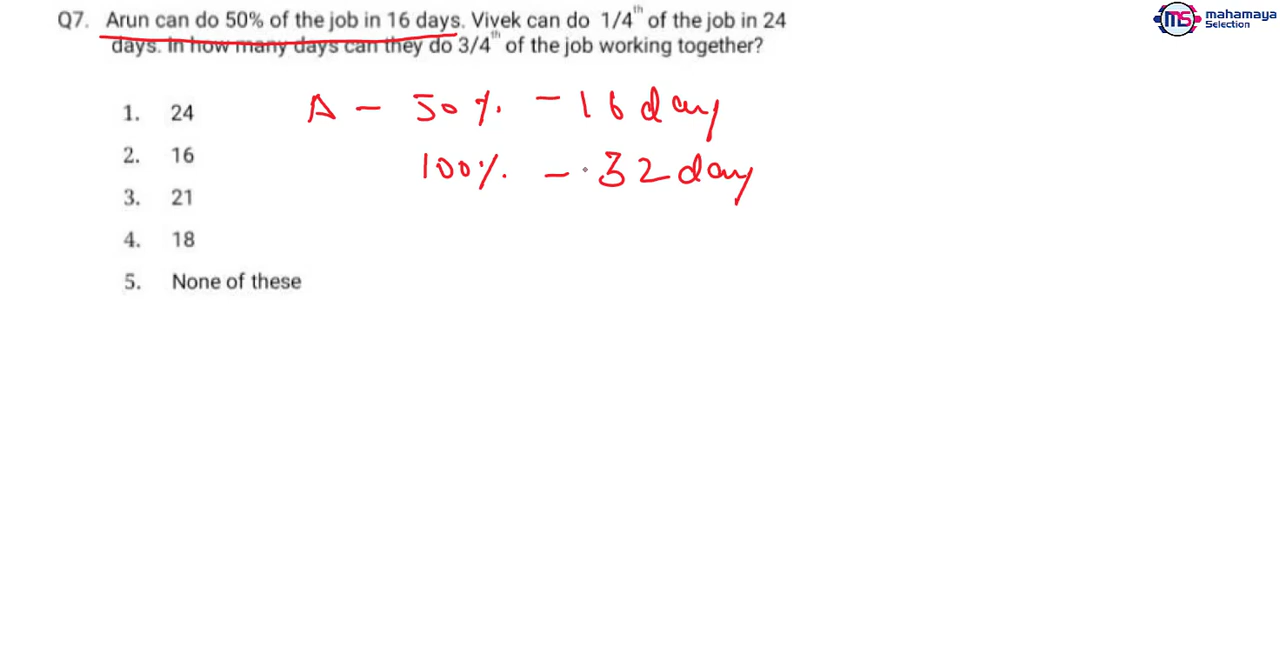 Q7. Arun can do 50% of the job in 16 days. Vivek can do 1/4th of the job in 24
days. In how many days can they do 3/4th of the job working together?
1. 24
2. 16
3. 21
4. 18
5. None of these
A - 50% - 16 day
100% - 32 day
MS mahamaya
Selection